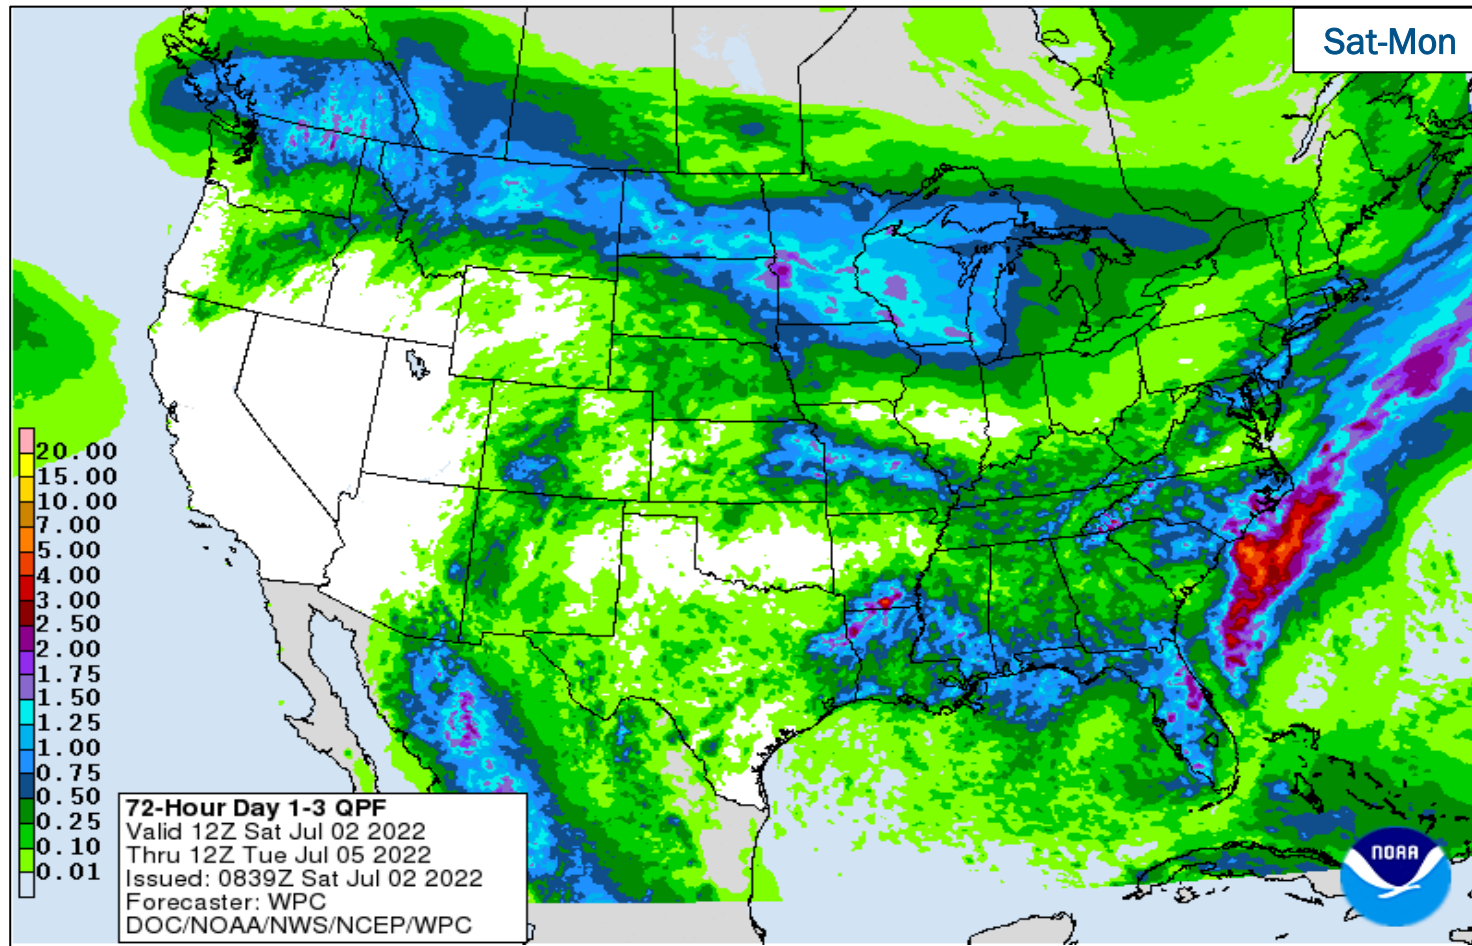 Sat-Mon
20.00
15.00
10.00
7.00
5.00
4.00
3.00
2.50
2.00
1.75
1.50
1.25
1.00
0.75
0.50
0.25
0.10
0.01
72-Hour Day 1-3 QPF
Valid 12Z Sat Jul 02 2022
Thru 12Z Tue Jul 05 2022
Issued: 0839Z Sat Jul 02 2022
Forecaster: WPC
DOC/NOAA/NWS/NCEP/WPC
NOAA